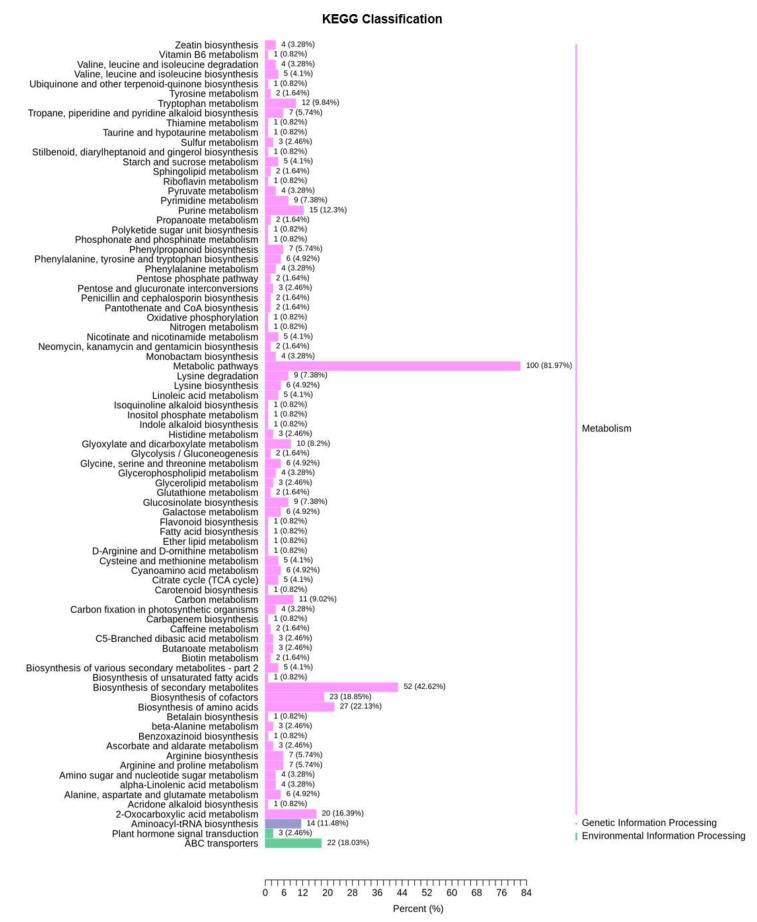 KEGG Classification
Zeatin biosynthesis 4 (3.28%)
Vitamin B6 metabolism 1 (0.82%)
Valine, leucine and isoleucine degradation 4 (3.28%)
Valine, leucine and isoleucine biosynthesis 5 (4.1%)
Ubiquinone and other terpenoid-quinone biosynthesis 1 (0.82%)
Tyrosine metabolism 2 (1.64%)
Tryptophan metabolism 12 (9.84%)
Tropane, piperidine and pyridine alkaloid biosynthesis 7 (5.74%)
Thiamine metabolism 1 (0.82%)
Taurine and hypotaurine metabolism 1 (0.82%)
Sulfur metabolism 3 (2.46%)
Stilbenoid, diarylheptanoid and gingerol biosynthesis 1 (0.82%)
Starch and sucrose metabolism 5 (4.1%)
Sphingolipid metabolism 2 (1.64%)
Riboflavin metabolism 1 (0.82%)
Pyruvate metabolism 4 (3.28%)
Pyrimidine metabolism 9 (7.38%)
Purine metabolism 15 (12.3%)
Propanoate metabolism 2 (1.64%)
Polyketide sugar unit biosynthesis 1 (0.82%)
Phosphonate and phosphinate metabolism 1 (0.82%)
Phenylpropanoid biosynthesis 7 (5.74%)
Phenylalanine, tyrosine and tryptophan biosynthesis 6 (4.92%)
Phenylalanine metabolism 4 (3.28%)
Pentose phosphate pathway 2 (1.64%)
Pentose and glucuronate interconversions 3 (2.46%)
Penicillin and cephalosporin biosynthesis 2 (1.64%)
Pantothenate and CoA biosynthesis 2 (1.64%)
Oxidative phosphorylation 1 (0.82%)
Nitrogen metabolism 1 (0.82%)
Nicotinate and nicotinamide metabolism 5 (4.1%)
Neomycin, kanamycin and gentamicin biosynthesis 2 (1.64%)
Monobactam biosynthesis 4 (3.28%)
Metabolic pathways 100 (81.97%)
Lysine degradation 9 (7.38%)
Lysine biosynthesis 6 (4.92%)
Linoleic acid metabolism 5 (4.1%)
Isoquinoline alkaloid biosynthesis 1 (0.82%)
Inositol phosphate metabolism 1 (0.82%)
Indole alkaloid biosynthesis 1 (0.82%)
Histidine metabolism 3 (2.46%)
Glyoxylate and dicarboxylate metabolism 10 (8.2%)
Glycolysis / Gluconeogenesis 2 (1.64%)
Glycine, serine and threonine metabolism 6 (4.92%)
Glycerophospholipid metabolism 4 (3.28%)
Glycerolipid metabolism 3 (2.46%)
Glutathione metabolism 2 (1.64%)
Glucosinolate biosynthesis 9 (7.38%)
Galactose metabolism 6 (4.92%)
Flavonoid biosynthesis 1 (0.82%)
Fatty acid biosynthesis 1 (0.82%)
Ether lipid metabolism 1 (0.82%)
D-Arginine and D-ornithine metabolism 1 (0.82%)
Cysteine and methionine metabolism 5 (4.1%)
Cyanoamino acid metabolism 6 (4.92%)
Citrate cycle (TCA cycle) 5 (4.1%)
Carotenoid biosynthesis 1 (0.82%)
Carbon metabolism 11 (9.02%)
Carbon fixation in photosynthetic organisms 4 (3.28%)
Carbapenem biosynthesis 1 (0.82%)
Caffeine metabolism 2 (1.64%)
C5-Branched dibasic acid metabolism 3 (2.46%)
Butanoate metabolism 3 (2.46%)
Biotin metabolism 2 (1.64%)
Biosynthesis of various secondary metabolites - part 2 5 (4.1%)
Biosynthesis of unsaturated fatty acids 1 (0.82%)
Biosynthesis of secondary metabolites 52 (42.62%)
Biosynthesis of cofactors 23 (18.85%)
Biosynthesis of amino acids 27 (22.13%)
Betalain biosynthesis 1 (0.82%)
beta-Alanine metabolism 3 (2.46%)
Benzoxazinoid biosynthesis 1 (0.82%)
Ascorbate and aldarate metabolism 3 (2.46%)
Arginine biosynthesis 7 (5.74%)
Arginine and proline metabolism 7 (5.74%)
Amino sugar and nucleotide sugar metabolism 4 (3.28%)
alpha-Linolenic acid metabolism 4 (3.28%)
Alanine, aspartate and glutamate metabolism 6 (4.92%)
Acridone alkaloid biosynthesis 1 (0.82%)
2-Oxocarboxylic acid metabolism 20 (16.39%)
Aminoacyl-tRNA biosynthesis 14 (11.48%)
Plant hormone signal transduction 3 (2.46%)
ABC transporters 22 (18.03%)
Metabolism
Genetic Information Processing
Environmental Information Processing
0 6 12 20 28 36 44 52 60 68 76 84
Percent (%)